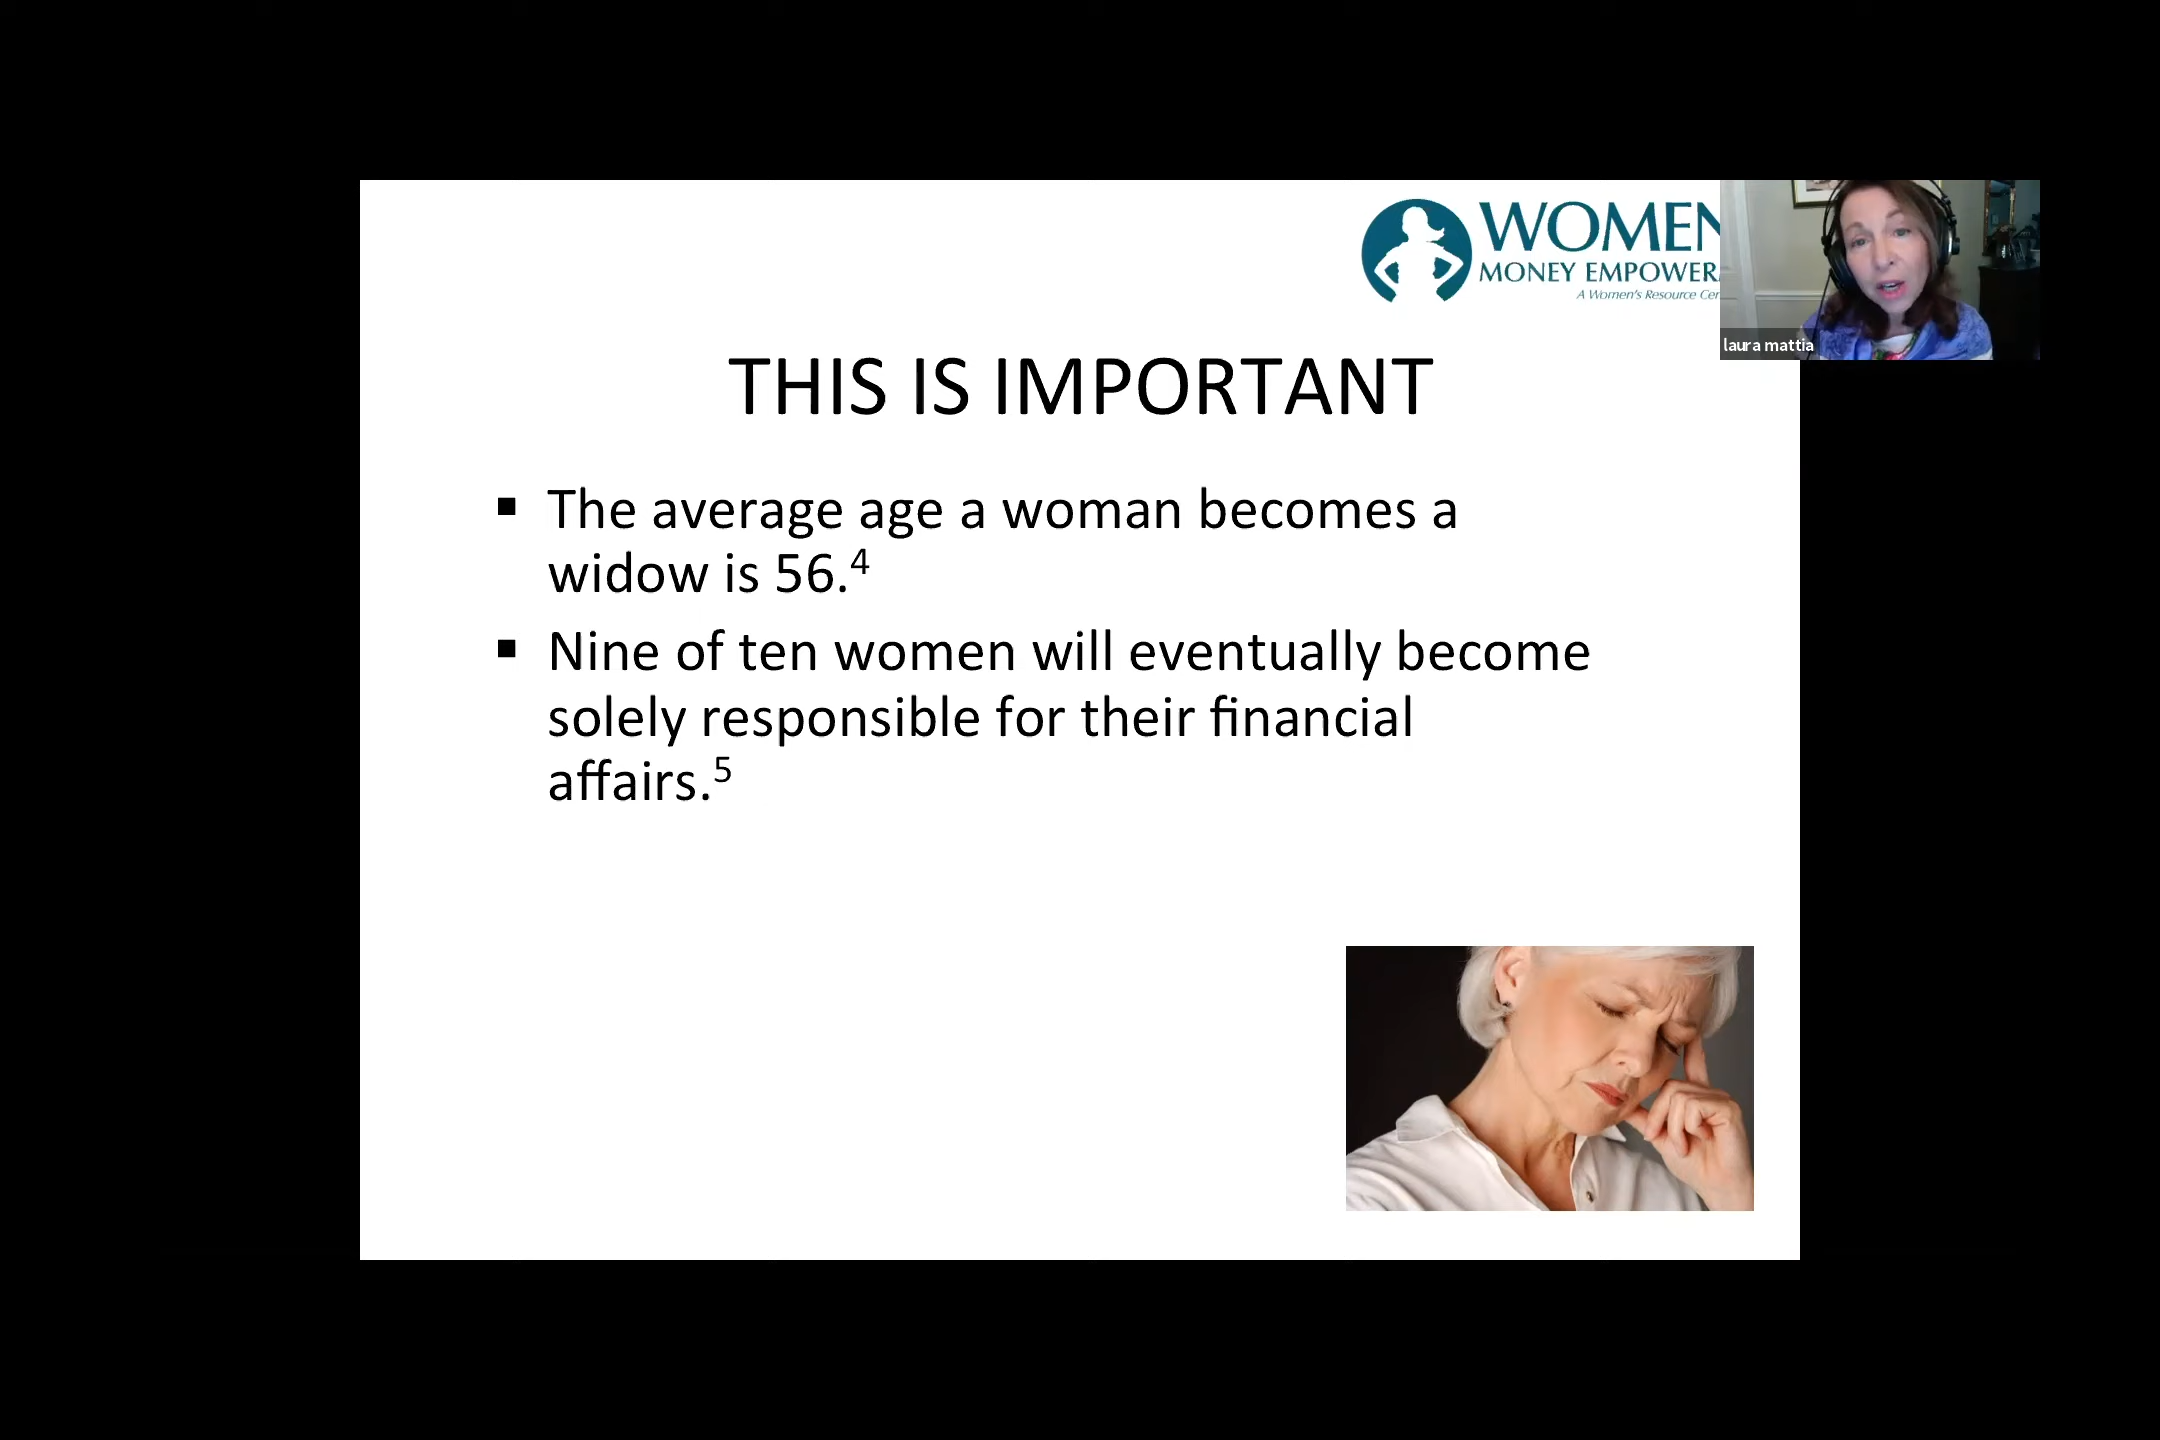 WOMEN
MONEY EMPOWER
A Women's Resource Cen
laura mattia
THIS IS IMPORTANT
▪ The average age a woman becomes a
widow is 56.⁴
▪ Nine of ten women will eventually become
solely responsible for their financial
affairs.⁵